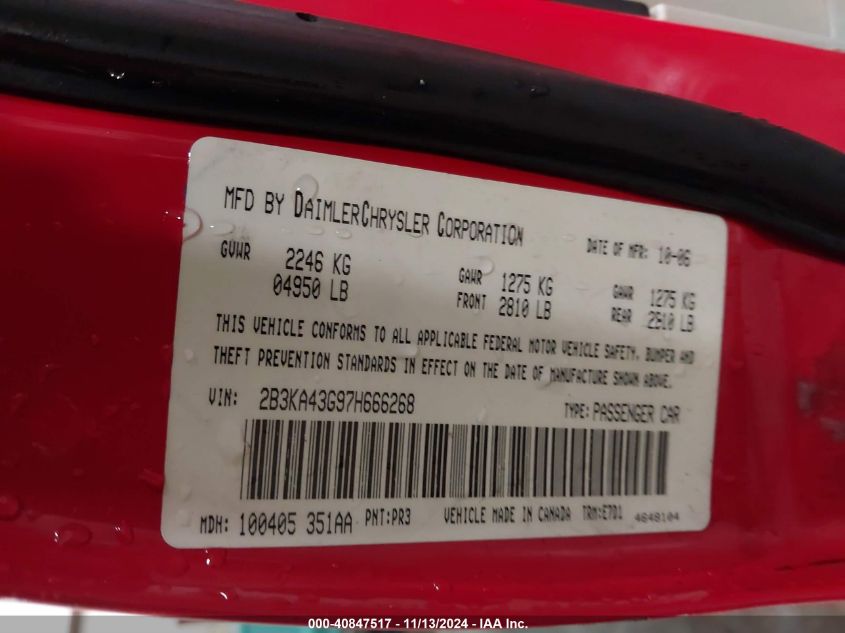 MFD BY DAIMLERCHRYSLER CORPORATION
DATE OF MFR: 10-06
GVWR 2246 KG
04950 LB
GAWR 1275 KG
FRONT 2810 LB
GAWR 1275 KG
REAR 2810 LB
THIS VEHICLE CONFORMS TO ALL APPLICABLE FEDERAL MOTOR VEHICLE SAFETY, BUMPER AND
THEFT PREVENTION STANDARDS IN EFFECT ON THE DATE OF MANUFACTURE SHOWN ABOVE.
VIN: 2B3KA43G97H666268 TYPE: PASSENGER CAR
MDH: 100405 351AA PNT:PR3 VEHICLE MADE IN CANADA TRM:E7D1 4648104
000-40847517 - 11/13/2024 - IAA Inc.